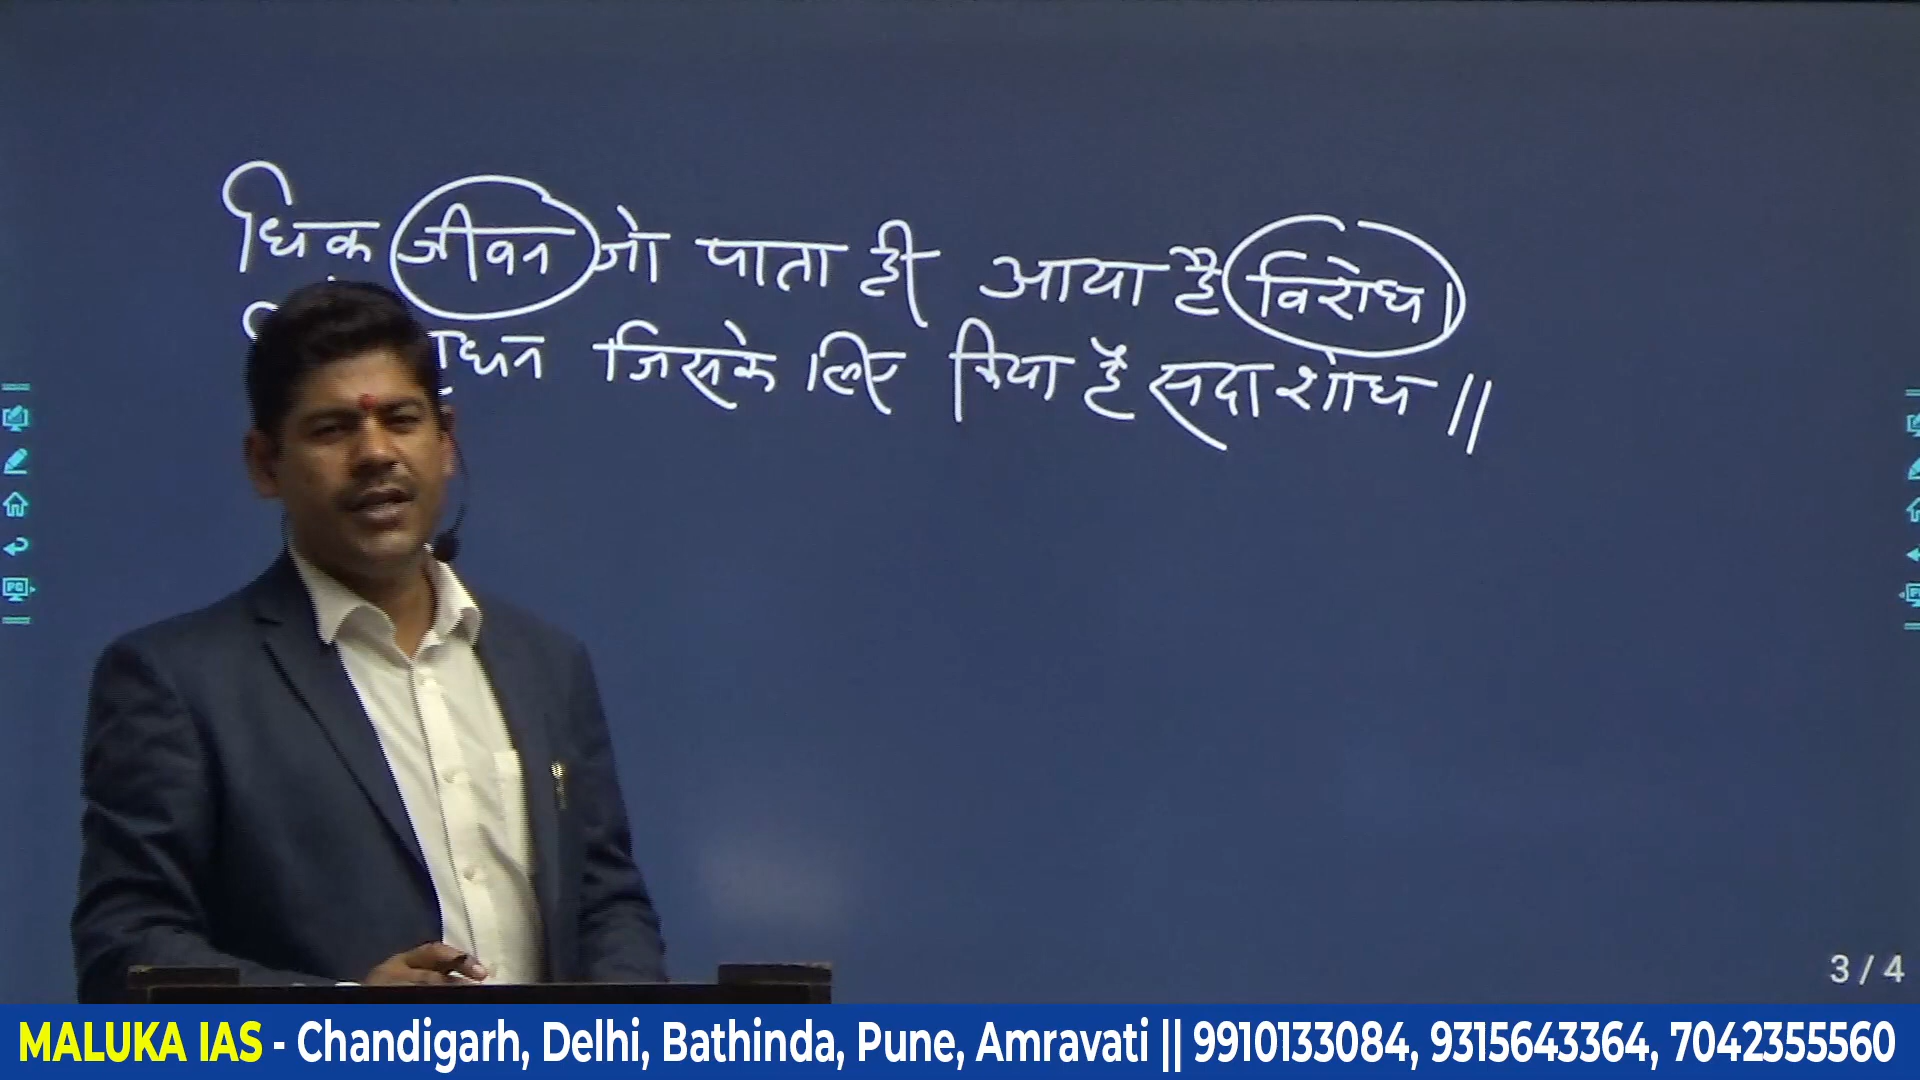 धिक जीवन जो पाता ही आया है विरोध।
जिसके लिए किया है सदा शोध॥
3 / 4
MALUKA IAS - Chandigarh, Delhi, Bathinda, Pune, Amravati || 9910133084, 9315643364, 7042355560